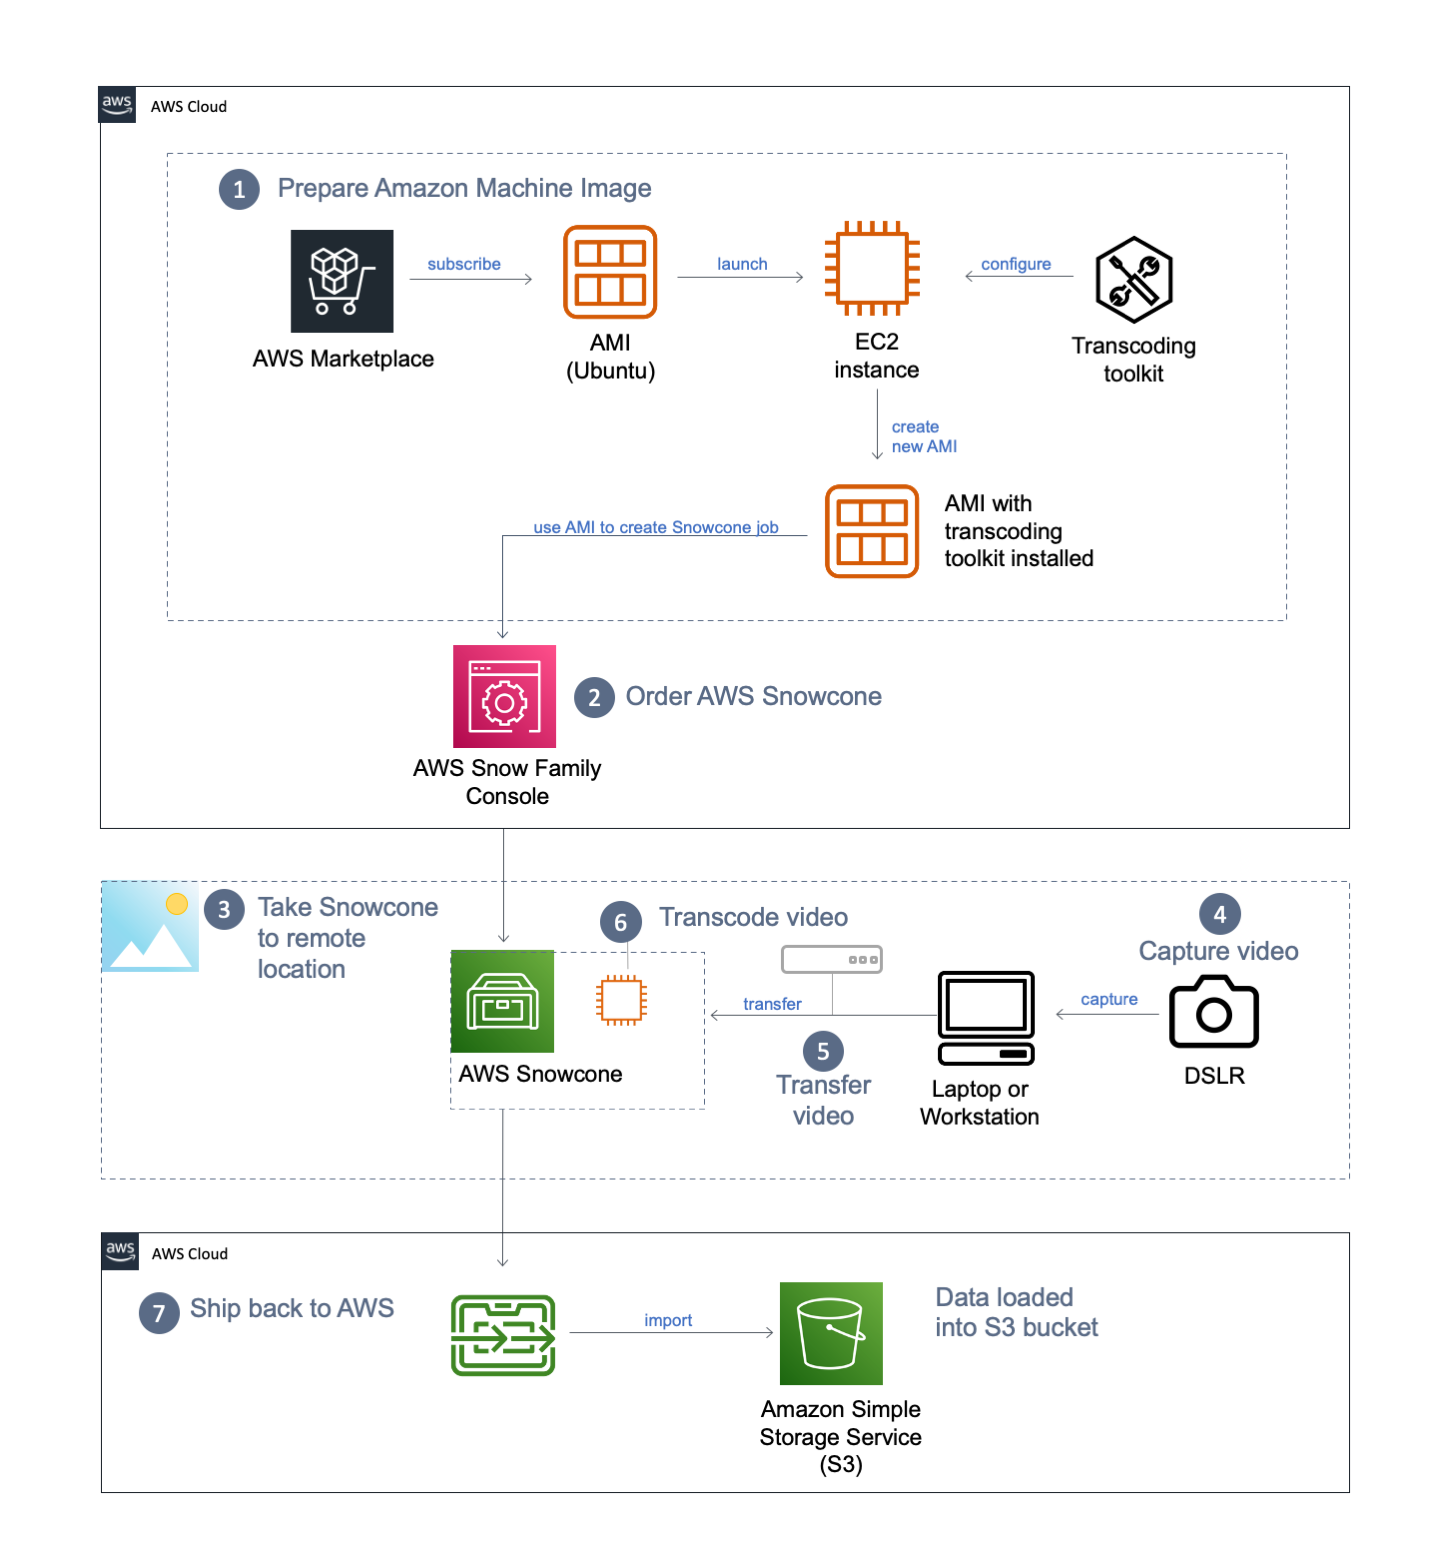 aws
AWS Cloud
1
Prepare Amazon Machine Image
subscribe
launch
configure
AWS Marketplace
AMI
(Ubuntu)
EC2
instance
Transcoding
toolkit
create
new AMI
use AMI to create Snowcone job
AMI with
transcoding
toolkit installed
2
Order AWS Snowcone
AWS Snow Family
Console
3
Take Snowcone
to remote
location
6
Transcode video
4
Capture video
transfer
capture
AWS Snowcone
5
Transfer
video
Laptop or
Workstation
DSLR
aws
AWS Cloud
7
Ship back to AWS
import
Data loaded
into S3 bucket
Amazon Simple
Storage Service
(S3)